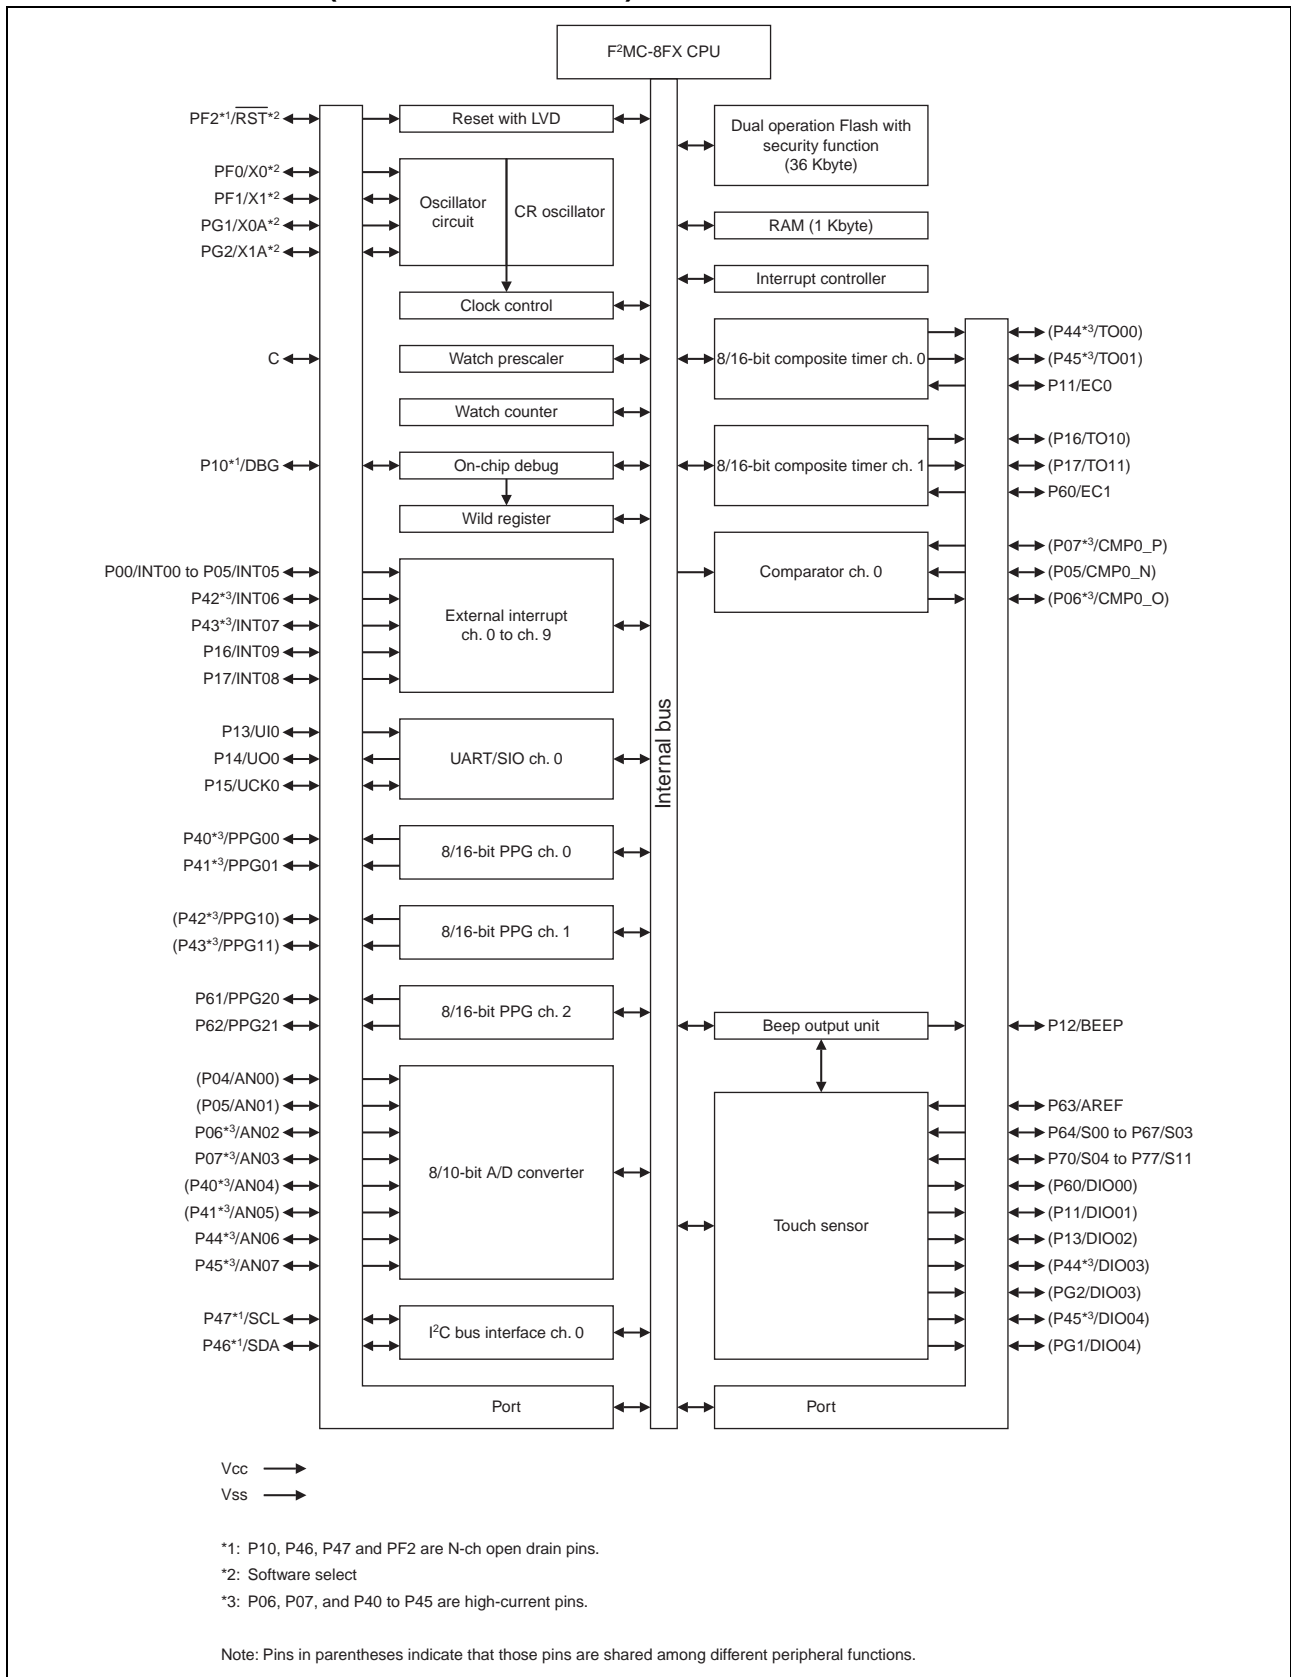 F²MC-8FX CPU
PF2*1/RST*2
Reset with LVD
Dual operation Flash with
security function
(36 Kbyte)
PF0/X0*2
PF1/X1*2
PG1/X0A*2
PG2/X1A*2
Oscillator
circuit
CR oscillator
RAM (1 Kbyte)
Interrupt controller
Clock control
C
Watch prescaler
8/16-bit composite timer ch. 0
(P44*3/TO00)
(P45*3/TO01)
P11/EC0
Watch counter
P10*1/DBG
On-chip debug
8/16-bit composite timer ch. 1
(P16/TO10)
(P17/TO11)
P60/EC1
Wild register
Comparator ch. 0
(P07*3/CMP0_P)
(P05/CMP0_N)
(P06*3/CMP0_O)
P00/INT00 to P05/INT05
P42*3/INT06
P43*3/INT07
P16/INT09
P17/INT08
External interrupt
ch. 0 to ch. 9
Internal bus
P13/UI0
P14/UO0
P15/UCK0
UART/SIO ch. 0
P40*3/PPG00
P41*3/PPG01
8/16-bit PPG ch. 0
(P42*3/PPG10)
(P43*3/PPG11)
8/16-bit PPG ch. 1
P61/PPG20
P62/PPG21
8/16-bit PPG ch. 2
Beep output unit
P12/BEEP
(P04/AN00)
(P05/AN01)
P06*3/AN02
P07*3/AN03
(P40*3/AN04)
(P41*3/AN05)
P44*3/AN06
P45*3/AN07
8/10-bit A/D converter
Touch sensor
P63/AREF
P64/S00 to P67/S03
P70/S04 to P77/S11
(P60/DIO00)
(P11/DIO01)
(P13/DIO02)
(P44*3/DIO03)
(PG2/DIO03)
(P45*3/DIO04)
(PG1/DIO04)
P47*1/SCL
P46*1/SDA
I²C bus interface ch. 0
Port
Port
Vcc
Vss
*1: P10, P46, P47 and PF2 are N-ch open drain pins.
*2: Software select
*3: P06, P07, and P40 to P45 are high-current pins.
Note: Pins in parentheses indicate that those pins are shared among different peripheral functions.